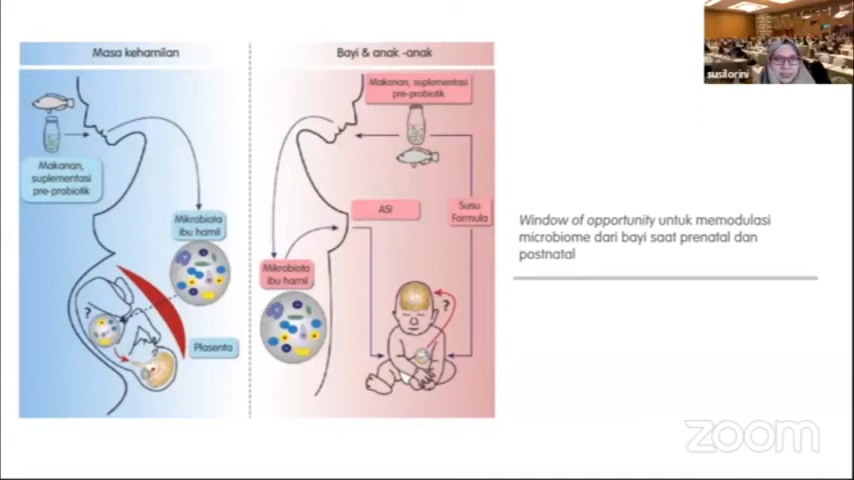 Masa kehamilan
Makanan,
suplementasi
pre-probiotik
Mikrobiota
ibu hamil
?
Plasenta
Bayi & anak -anak
Makanan, suplementasi
pre-probiotik
ASI
Susu
Formula
Mikrobiota
ibu hamil
?
Window of opportunity untuk memodulasi
microbiome dari bayi saat prenatal dan
postnatal
susilorini
zoom